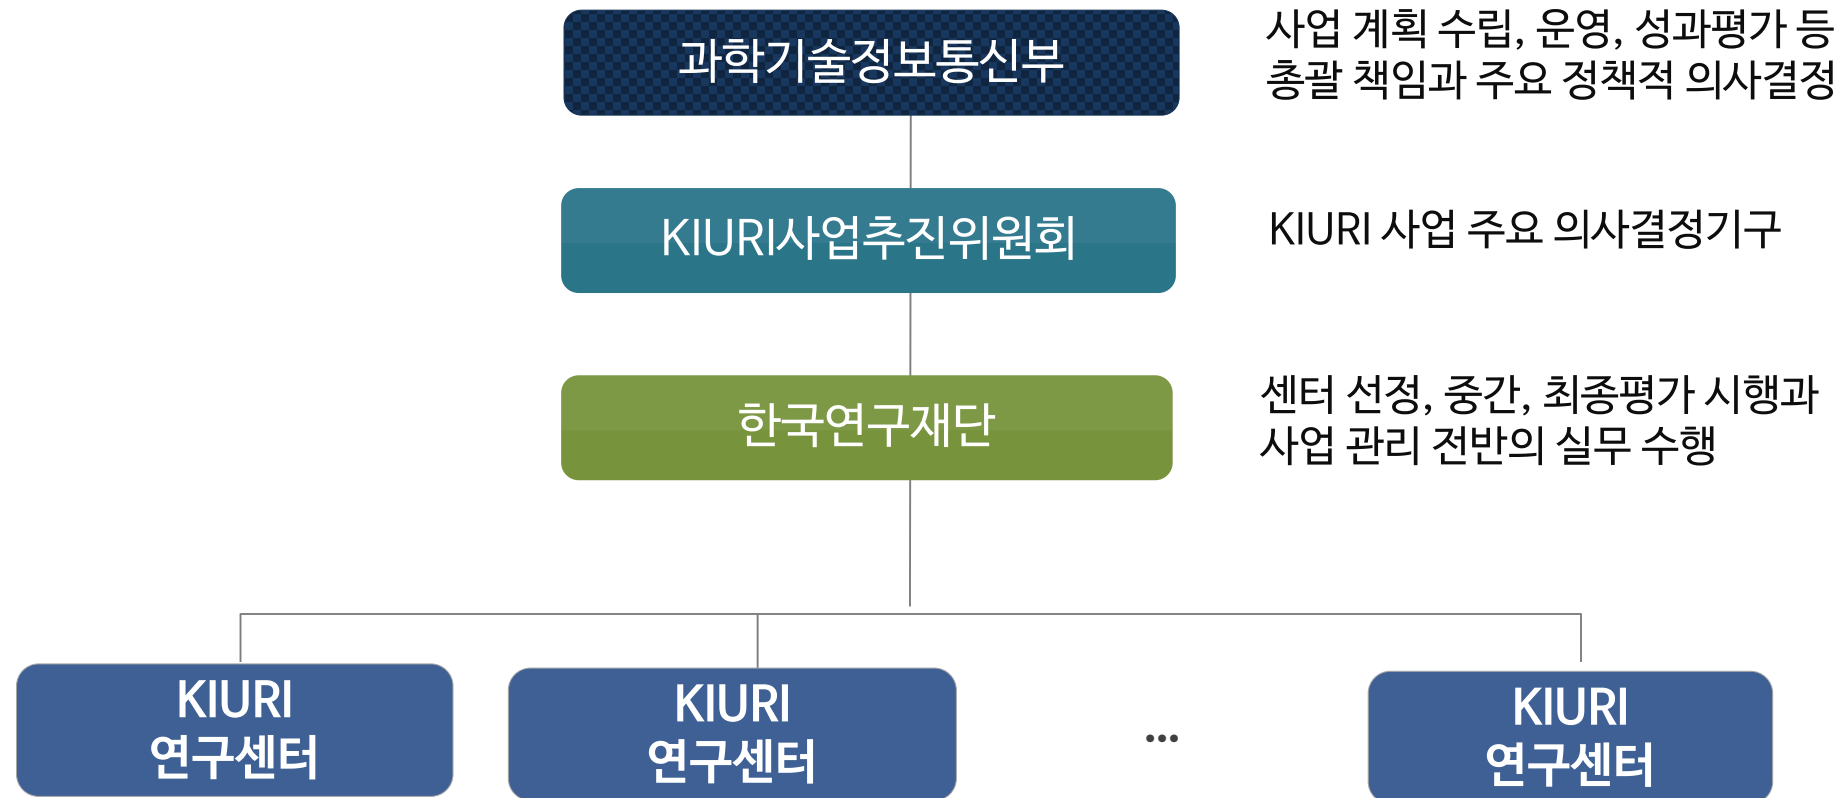 과학기술정보통신부
사업 계획 수립, 운영, 성과평가 등
총괄 책임과 주요 정책적 의사결정
KIURI사업추진위원회
KIURI 사업 주요 의사결정기구
한국연구재단
센터 선정, 중간, 최종평가 시행과
사업 관리 전반의 실무 수행
KIURI
연구센터
KIURI
연구센터
...
KIURI
연구센터